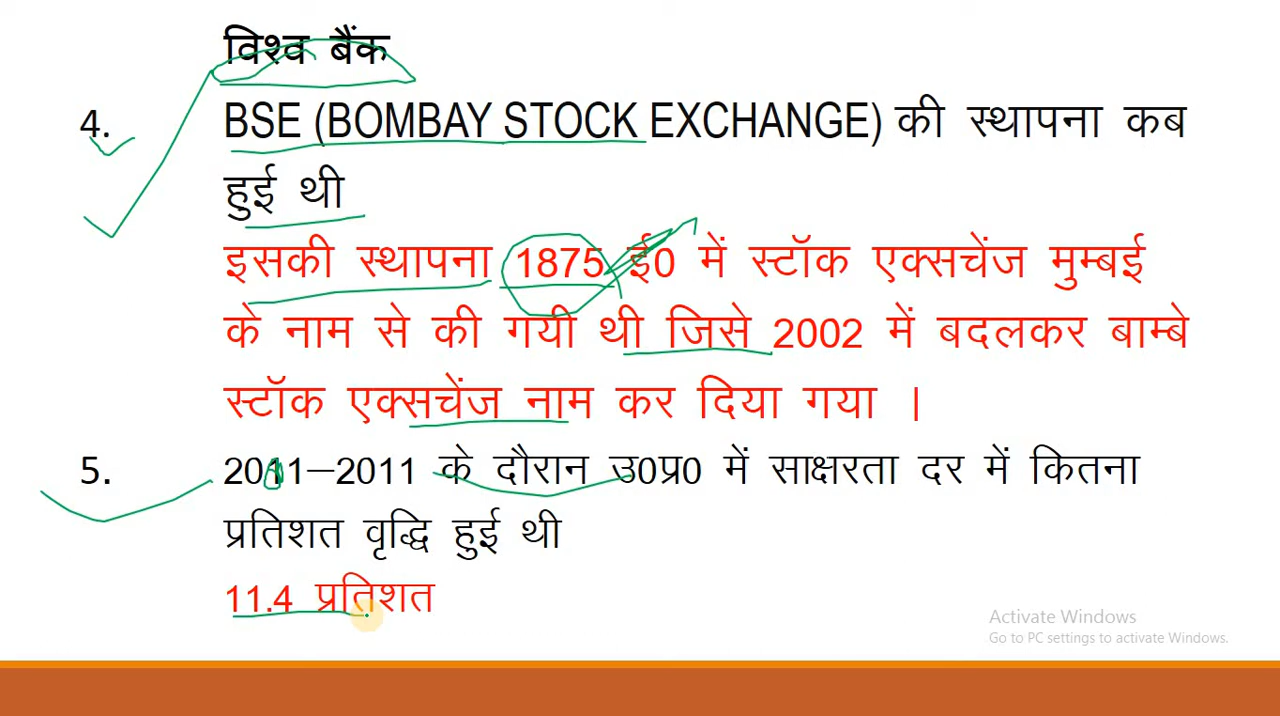 विश्व बैंक
4. BSE (BOMBAY STOCK EXCHANGE) की स्थापना कब
हुई थी
इसकी स्थापना 1875 ई0 में स्टॉक एक्सचेंज मुम्बई
के नाम से की गयी थी जिसे 2002 में बदलकर बाम्बे
स्टॉक एक्सचेंज नाम कर दिया गया ।
5. 2011–2011 के दौरान उ0प्र0 में साक्षरता दर में कितना
प्रतिशत वृद्धि हुई थी
11.4 प्रतिशत
Activate Windows
Go to PC settings to activate Windows.